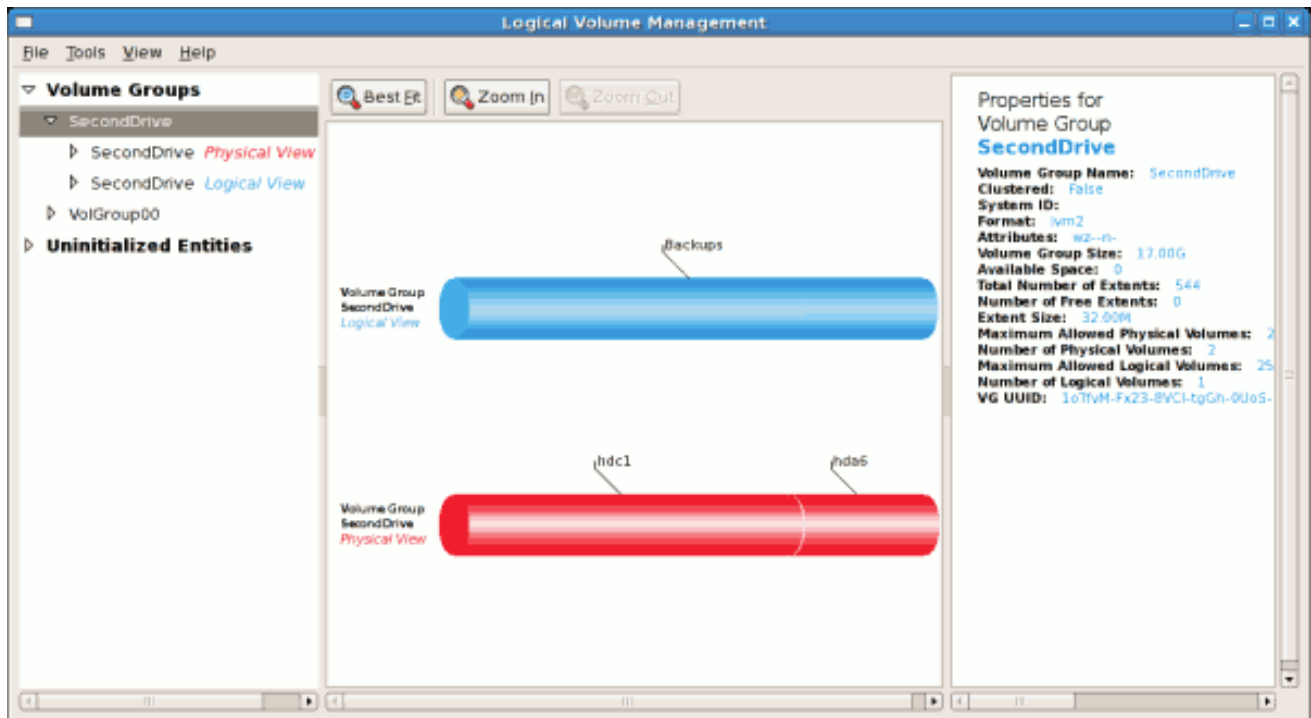 Logical Volume Management
File Tools View Help
Volume Groups
SecondDrive
SecondDrive Physical View
SecondDrive Logical View
VolGroup00
Uninitialized Entities
Best Fit Zoom In Zoom Out
Backups
Volume Group
SecondDrive
Logical View
hdc1 hda6
Volume Group
SecondDrive
Physical View
Properties for
Volume Group
SecondDrive
Volume Group Name: SecondDrive
Clustered: False
System ID:
Format: lvm2
Attributes: wz--n-
Volume Group Size: 17.00G
Available Space: 0
Total Number of Extents: 544
Number of Free Extents: 0
Extent Size: 32.00M
Maximum Allowed Physical Volumes: 2
Number of Physical Volumes: 2
Maximum Allowed Logical Volumes: 25
Number of Logical Volumes: 1
VG UUID: